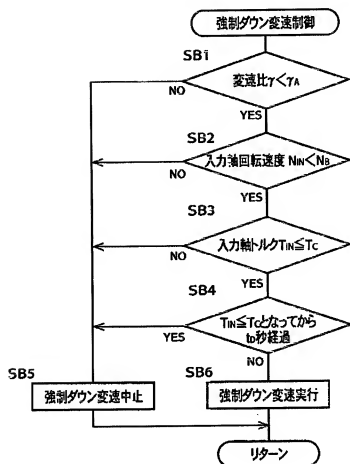 強制ダウン変速制御
SB1
変速比γ<γA
NO
YES
SB2
入力軸回転速度 NIN<NB
NO
YES
SB3
入力軸トルクTIN≦TC
NO
YES
SB4
TIN≦TCとなってから
tD秒経過
YES
NO
SB5
SB6
強制ダウン変速中止
強制ダウン変速実行
リターン